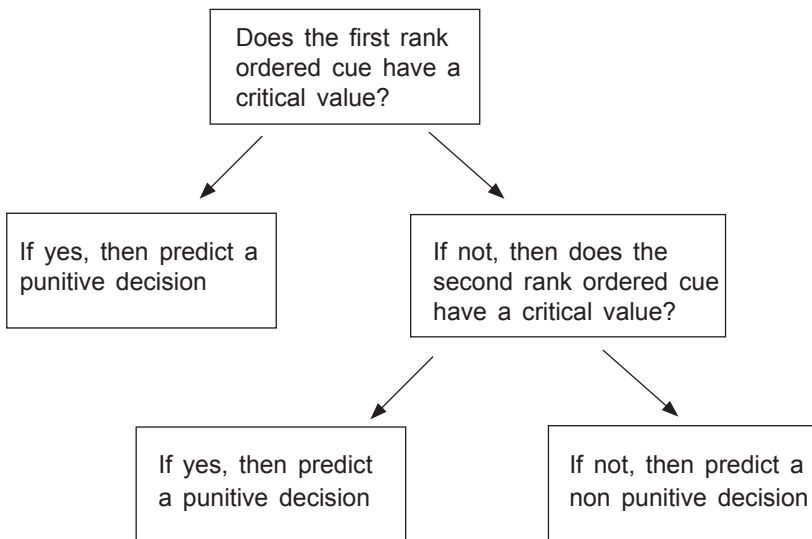 Does the first rank
ordered cue have a
critical value?
If yes, then predict a
punitive decision
If not, then does the
second rank ordered cue
have a critical value?
If yes, then predict
a punitive decision
If not, then predict a
non punitive decision